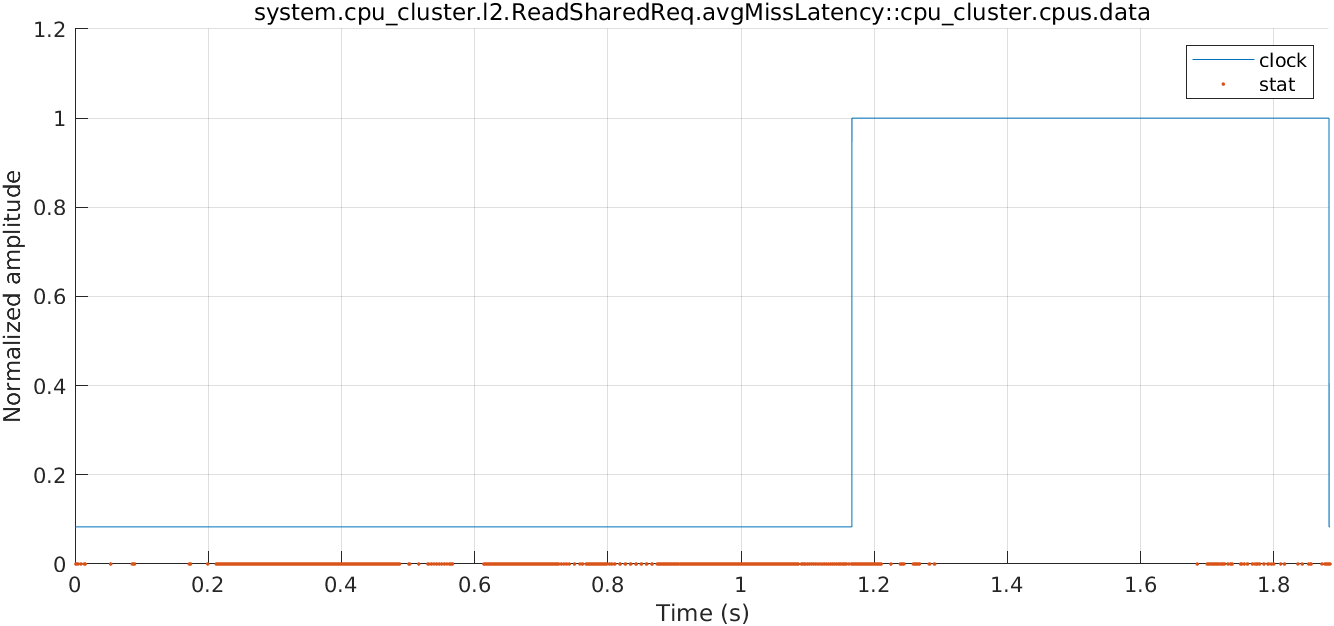 system.cpu_cluster.l2.ReadSharedReq.avgMissLatency::cpu_cluster.cpus.data
1.2
1
0.8
0.6
0.4
0.2
0
Normalized amplitude
clock
stat
0 0.2 0.4 0.6 0.8 1 1.2 1.4 1.6 1.8
Time (s)